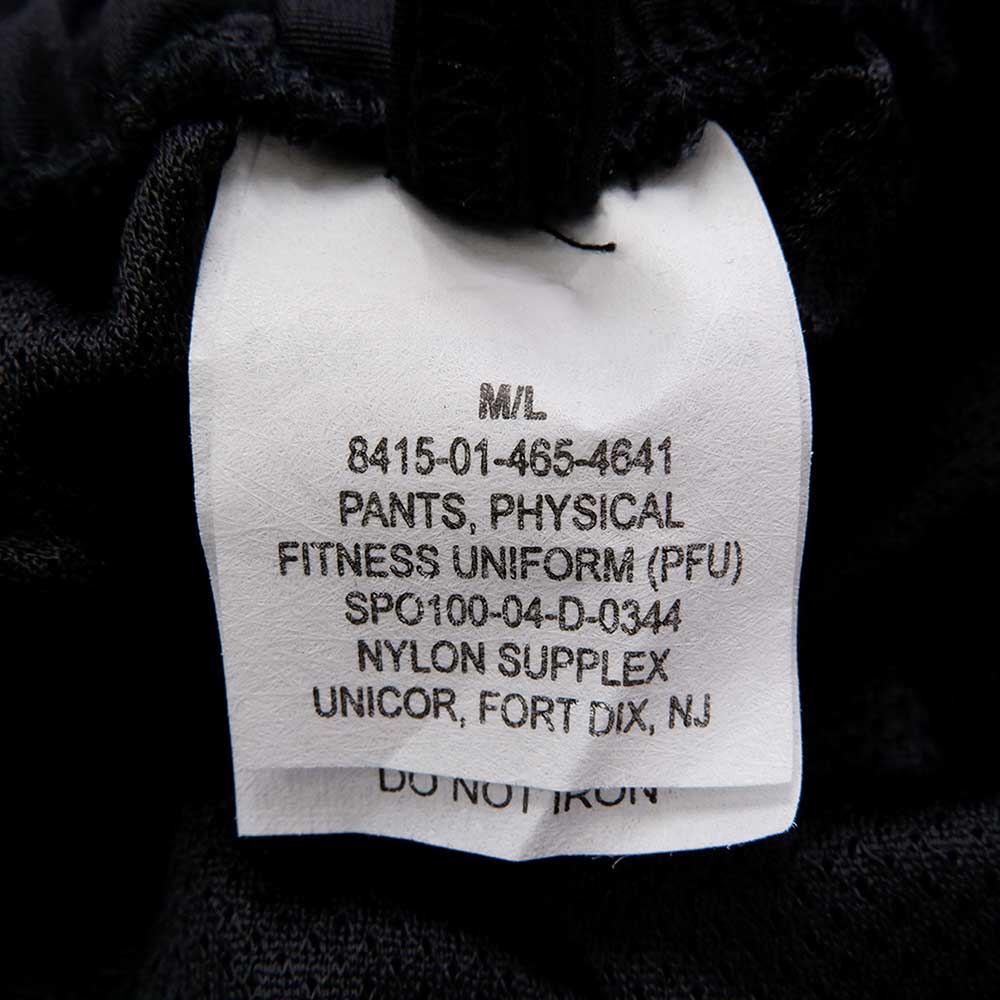 M/L
8415-01-465-4641
PANTS, PHYSICAL
FITNESS UNIFORM (PFU)
SPO100-04-D-0344
NYLON SUPPLEX
UNICOR, FORT DIX, NJ
DO NOT IRON